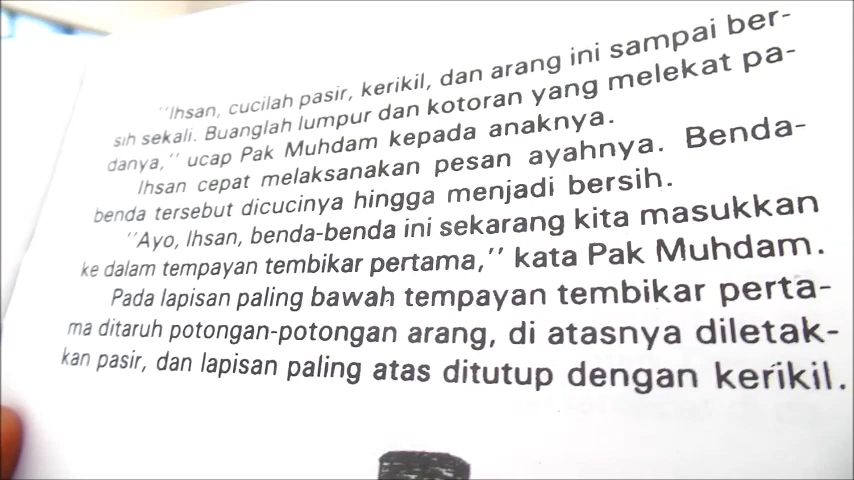 "Ihsan, cucilah pasir, kerikil, dan arang ini sampai ber-
sih sekali. Buanglah lumpur dan kotoran yang melekat pa-
danya," ucap Pak Muhdam kepada anaknya.
Ihsan cepat melaksanakan pesan ayahnya. Benda-
benda tersebut dicucinya hingga menjadi bersih.
"Ayo, Ihsan, benda-benda ini sekarang kita masukkan
ke dalam tempayan tembikar pertama," kata Pak Muhdam.
Pada lapisan paling bawah tempayan tembikar perta-
ma ditaruh potongan-potongan arang, di atasnya diletak-
kan pasir, dan lapisan paling atas ditutup dengan kerikil.